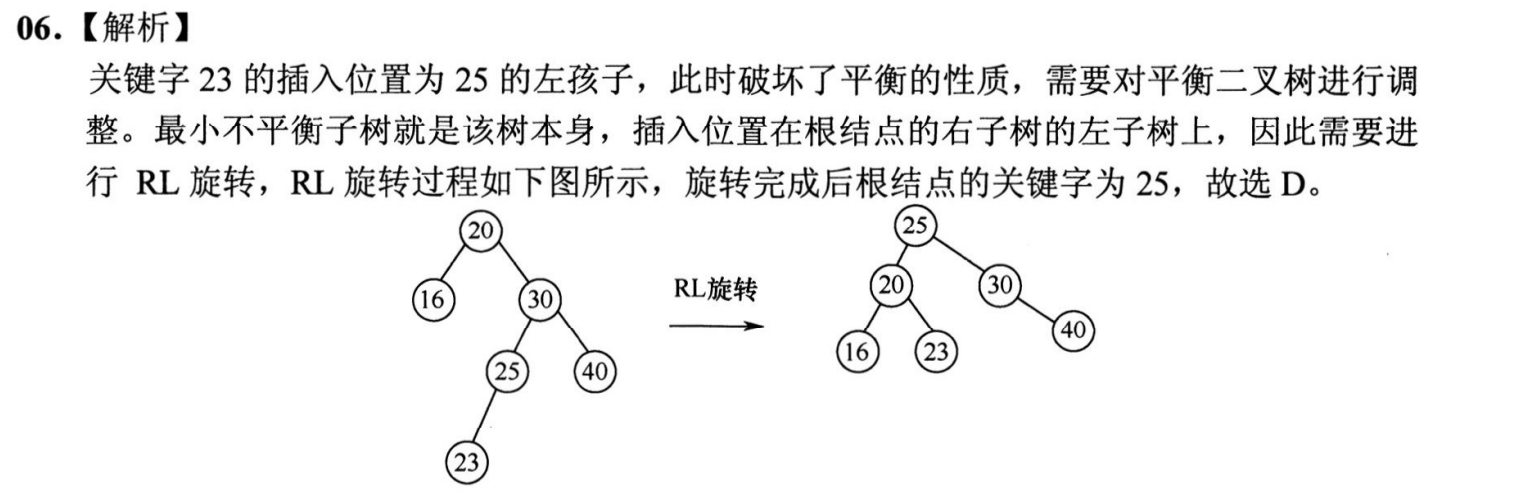 06.【解析】
关键字 23 的插入位置为 25 的左孩子，此时破坏了平衡的性质，需要对平衡二叉树进行调
整。最小不平衡子树就是该树本身，插入位置在根结点的右子树的左子树上，因此需要进
行 RL 旋转，RL 旋转过程如下图所示，旋转完成后根结点的关键字为 25，故选 D。
20
16
30
25
40
23
RL旋转
25
20
30
16
23
40